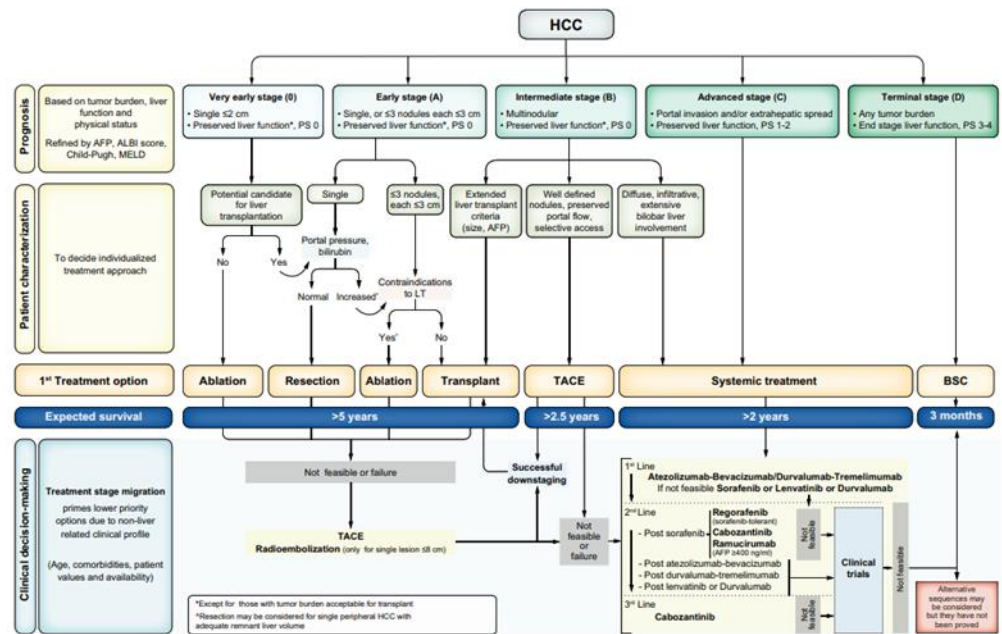 HCC
Prognosis
Based on tumor burden, liver
function and
physical status
Refined by AFP, ALBI score,
Child-Pugh, MELD
Very early stage (0)
• Single ≤2 cm
• Preserved liver function*, PS 0
Early stage (A)
• Single, or ≤3 nodules each ≤3 cm
• Preserved liver function*, PS 0
Intermediate stage (B)
• Multinodular
• Preserved liver function*, PS 0
Advanced stage (C)
• Portal invasion and/or extrahepatic spread
• Preserved liver function, PS 1-2
Terminal stage (D)
• Any tumor burden
• End stage liver function, PS 3-4
Patient characterization
To decide individualized
treatment approach
Potential candidate
for liver
transplantation
Single
≤3 nodules,
each ≤3 cm
Extended
liver transplant
criteria
(size, AFP)
Well defined
nodules, preserved
portal flow,
selective access
Diffuse, infiltrative,
extensive
bilobar liver
involvement
No
Yes
Portal pressure,
bilirubin
Normal
Increased
Contraindications
to LT
Yes
No
1st Treatment option
Ablation
Resection
Ablation
Transplant
TACE
Systemic treatment
BSC
Expected survival
>5 years
>2.5 years
>2 years
3 months
Clinical decision-making
Treatment stage migration
primes lower priority
options due to non-liver
related clinical profile
(Age, comorbidities, patient
values and availability)
Not feasible or failure
TACE
Radioembolization (only for single lesion ≤8 cm)
Successful
downstaging
Not
feasible
or
failure
1st Line
Atezolizumab-Bevacizumab/Durvalumab-Tremelimumab
If not feasible Sorafenib or Lenvatinib or Durvalumab
2nd Line
- Post sorafenib
Regorafenib
(sorafenib-tolerant)
Cabozantinib
Ramucirumab
(AFP ≥400 ng/ml)
- Post atezolizumab-bevacizumab
- Post durvalumab-tremelimumab
- Post lenvatinib or Durvalumab
3rd Line
Cabozantinib
Not
feasible
Not
feasible
Clinical
trials
Not feasible
Alternative
sequences may
be considered
but they have
not been proved
*Except for those with tumor burden acceptable for transplant
Resection may be considered for single peripheral HCC with
adequate remnant liver volume